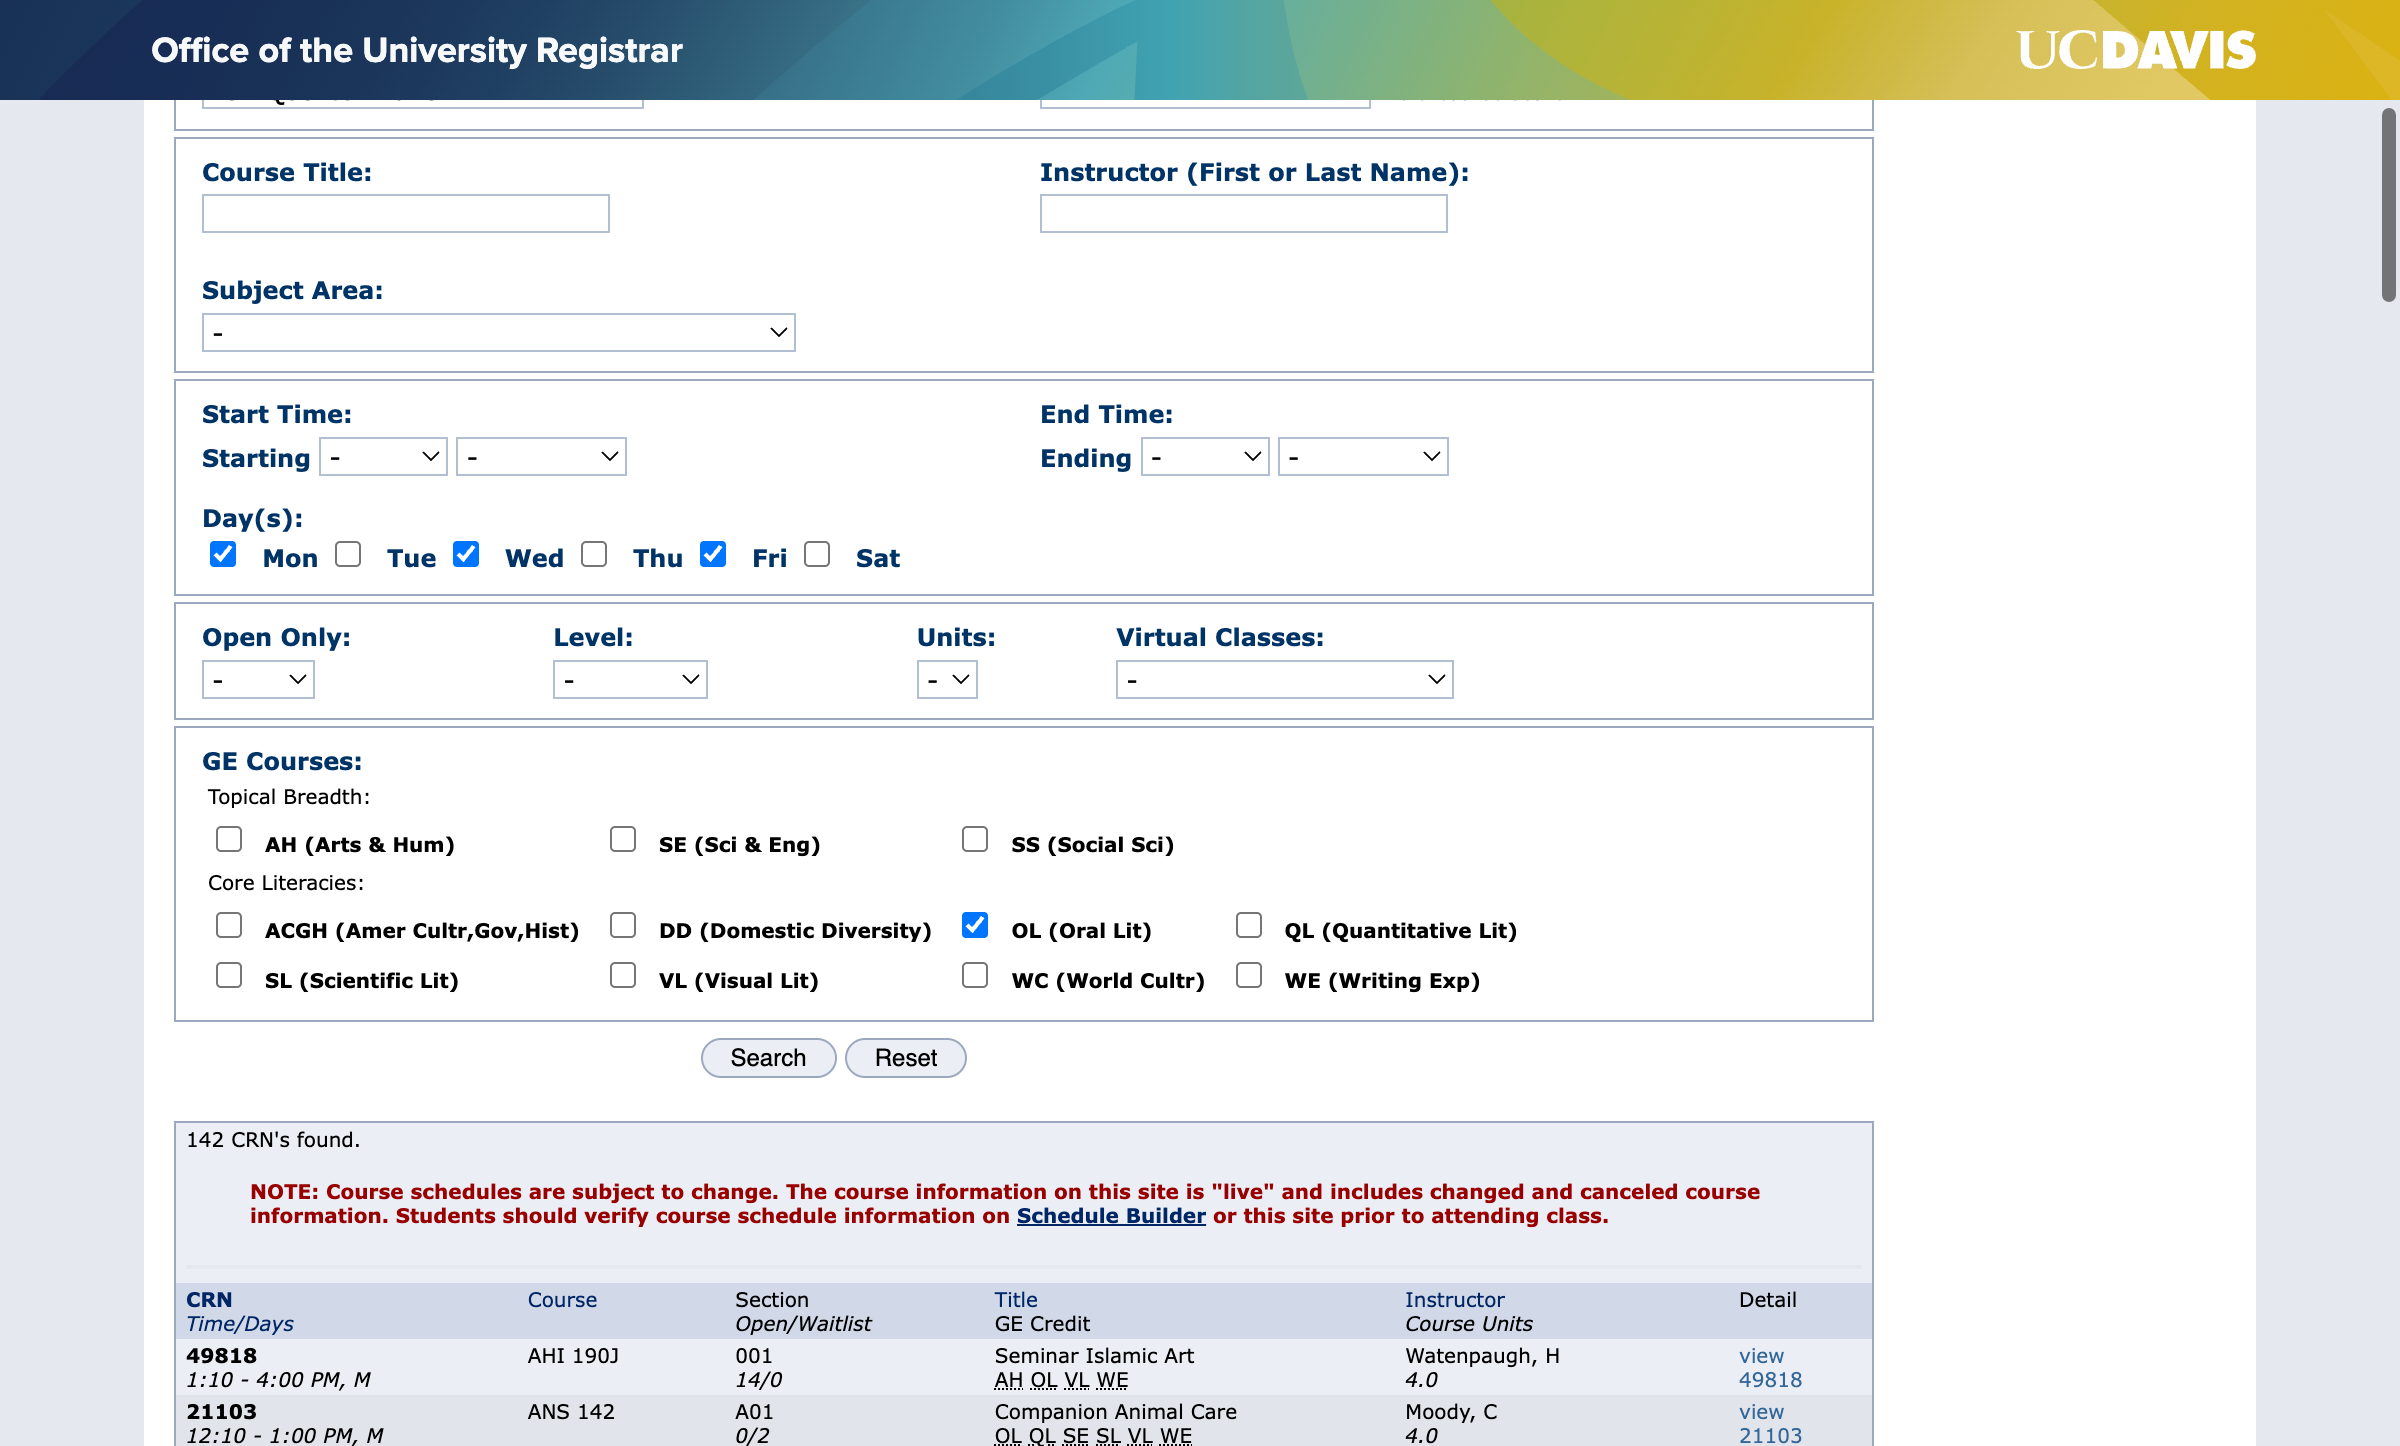 Office of the University Registrar
UCDAVIS
Course Title:
Instructor (First or Last Name):
Subject Area:
-
Start Time:
End Time:
Starting - -
Ending - -
Day(s):
Mon Tue Wed Thu Fri Sat
Open Only: Level: Units: Virtual Classes:
- - - -
GE Courses:
Topical Breadth:
AH (Arts & Hum) SE (Sci & Eng) SS (Social Sci)
Core Literacies:
ACGH (Amer Cultr,Gov,Hist) DD (Domestic Diversity) OL (Oral Lit) QL (Quantitative Lit)
SL (Scientific Lit) VL (Visual Lit) WC (World Cultr) WE (Writing Exp)
Search Reset
142 CRN's found.
NOTE: Course schedules are subject to change. The course information on this site is "live" and includes changed and canceled course
information. Students should verify course schedule information on Schedule Builder or this site prior to attending class.
CRN Course Section Title Instructor Detail
Time/Days Open/Waitlist GE Credit Course Units
49818 AHI 190J 001 Seminar Islamic Art Watenpaugh, H view
1:10 - 4:00 PM, M 14/0 AH OL VL WE 4.0 49818
21103 ANS 142 A01 Companion Animal Care Moody, C view
12:10 - 1:00 PM, M 0/2 OL QL SE SL VL WE 4.0 21103